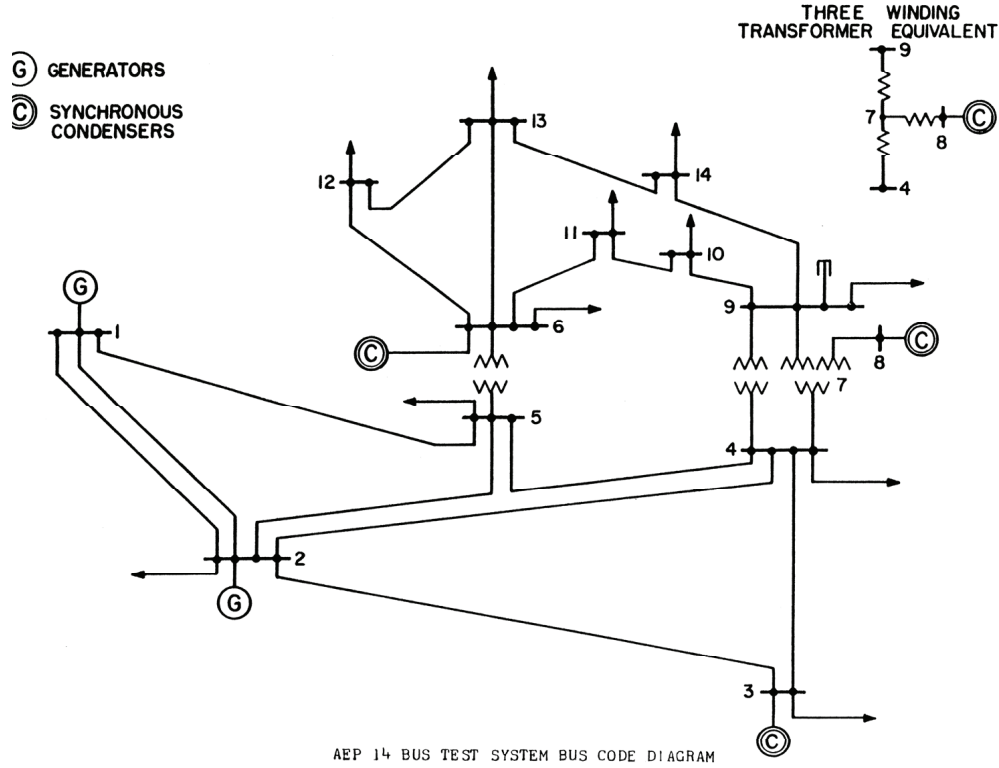 THREE WINDING
TRANSFORMER EQUIVALENT
9
7
C
8
4
G GENERATORS
C SYNCHRONOUS
CONDENSERS
13
12
14
11
10
G
1
9
6
C
8
C
7
5
4
2
G
3
C
AEP 14 BUS TEST SYSTEM BUS CODE DIAGRAM